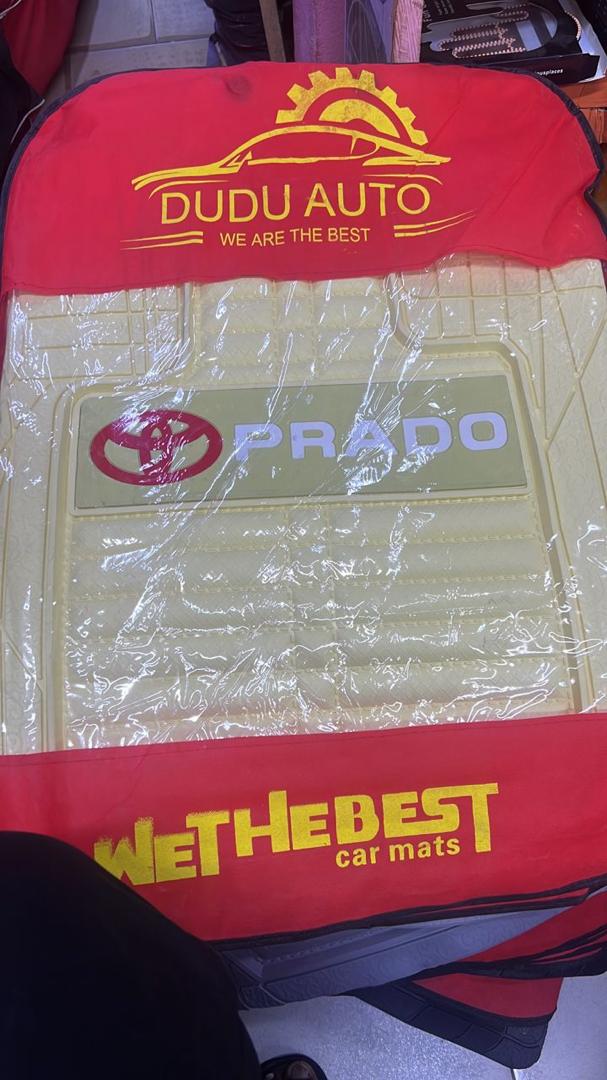 DUDU AUTO
WE ARE THE BEST
PRADO
WETHEBEST
car mats